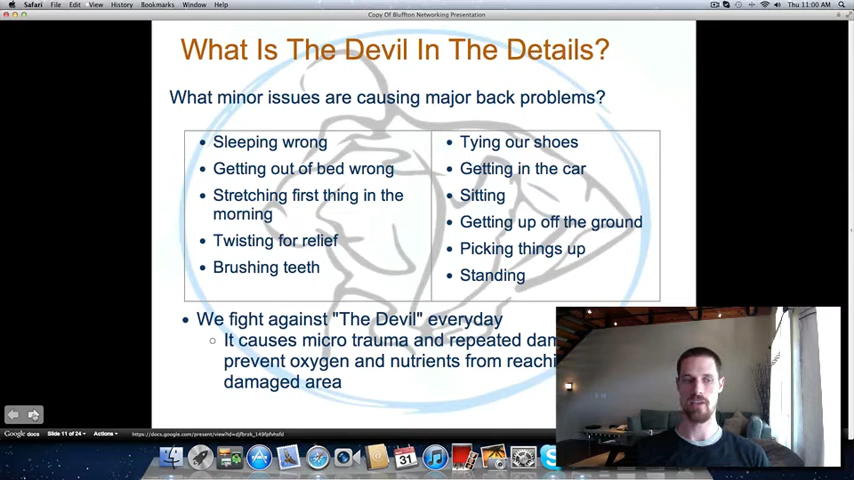 Safari File Edit View History Bookmarks Window Help Thu 11:00 AM
Copy Of Bluffton Networking Presentation
What Is The Devil In The Details?
What minor issues are causing major back problems?
• Sleeping wrong
• Getting out of bed wrong
• Stretching first thing in the
morning
• Twisting for relief
• Brushing teeth
• Tying our shoes
• Getting in the car
• Sitting
• Getting up off the ground
• Picking things up
• Standing
• We fight against "The Devil" everyday
○ It causes micro trauma and repeated dam
prevent oxygen and nutrients from reachi
damaged area
Google docs Slide 11 of 24 Actions
31